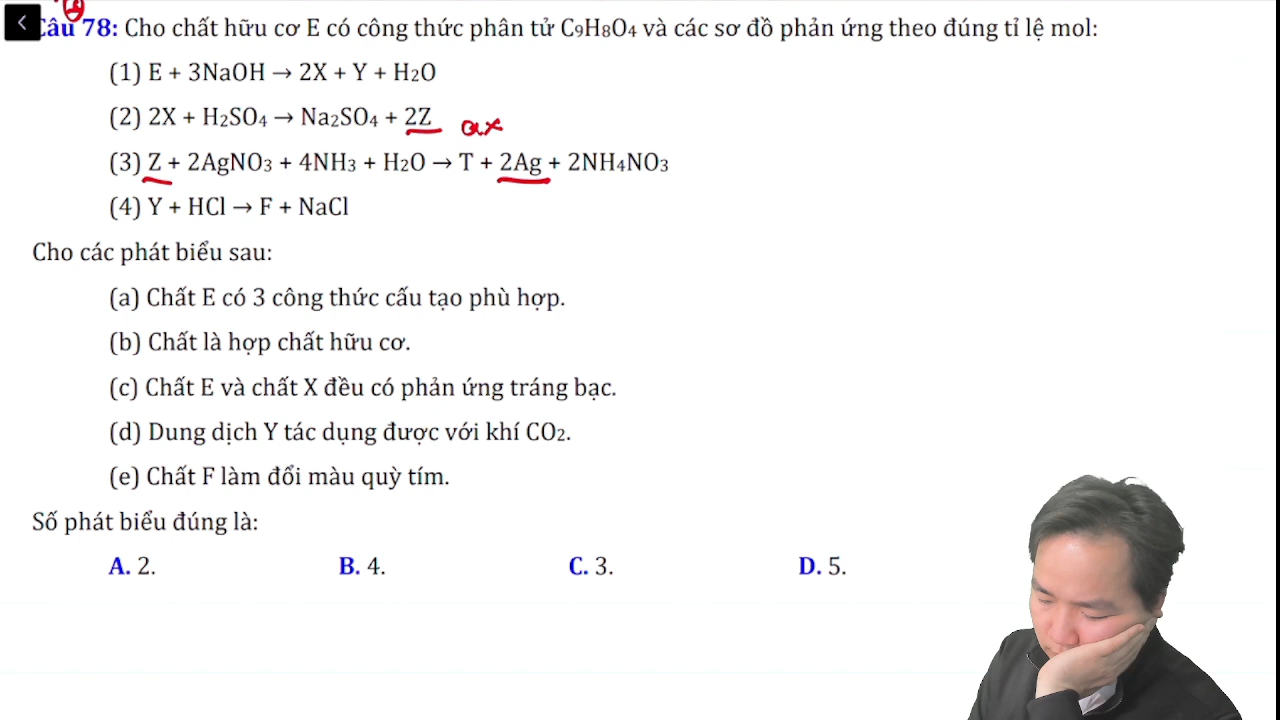 Câu 78: Cho chất hữu cơ E có công thức phân tử C₉H₈O₄ và các sơ đồ phản ứng theo đúng tỉ lệ mol:
(1) E + 3NaOH → 2X + Y + H₂O
(2) 2X + H₂SO₄ → Na₂SO₄ + 2Z
ax
(3) Z + 2AgNO₃ + 4NH₃ + H₂O → T + 2Ag + 2NH₄NO₃
(4) Y + HCl → F + NaCl
Cho các phát biểu sau:
(a) Chất E có 3 công thức cấu tạo phù hợp.
(b) Chất là hợp chất hữu cơ.
(c) Chất E và chất X đều có phản ứng tráng bạc.
(d) Dung dịch Y tác dụng được với khí CO₂.
(e) Chất F làm đổi màu quỳ tím.
Số phát biểu đúng là:
A. 2. B. 4. C. 3. D. 5.